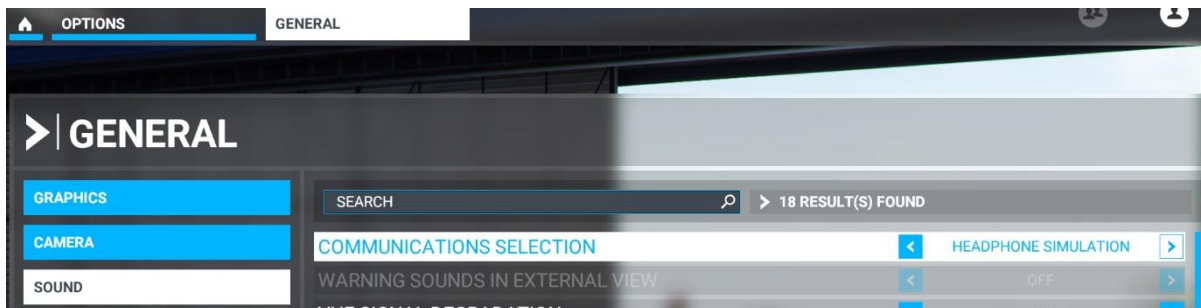 OPTIONS
GENERAL
GENERAL
GRAPHICS
CAMERA
SOUND
SEARCH
18 RESULT(S) FOUND
COMMUNICATIONS SELECTION
HEADPHONE SIMULATION
WARNING SOUNDS IN EXTERNAL VIEW
OFF